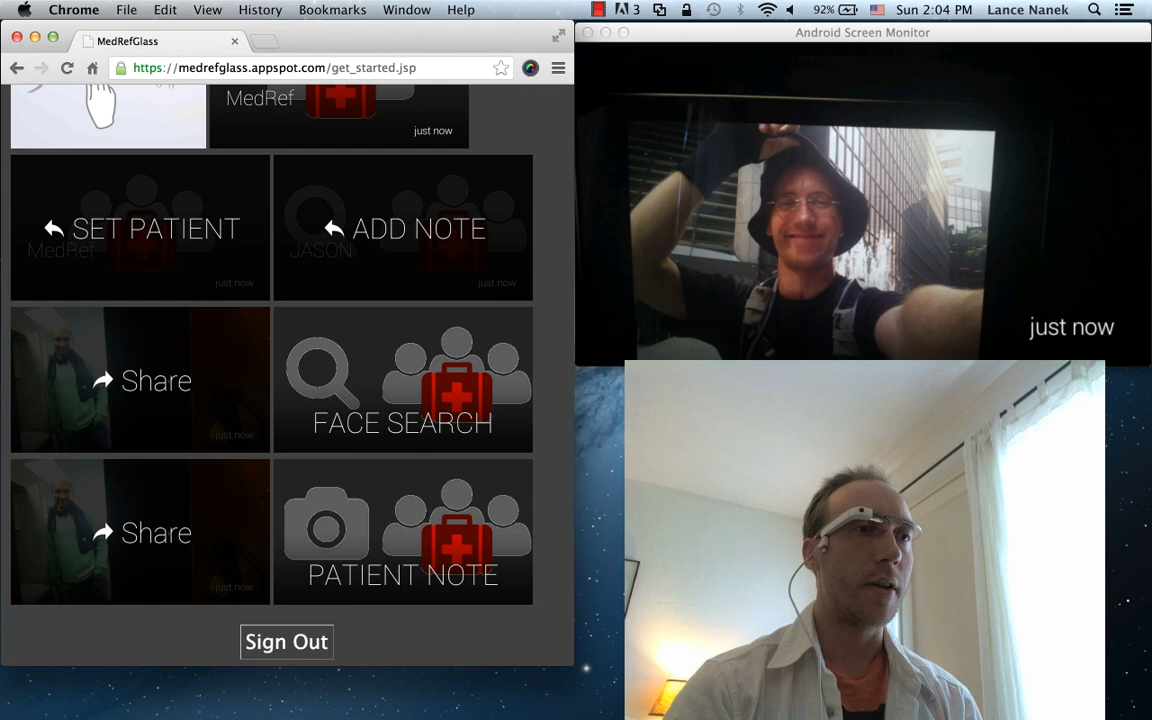 Chrome File Edit View History Bookmarks Window Help 3 92% Sun 2:04 PM Lance Nanek
MedRefGlass
https://medrefglass.appspot.com/get_started.jsp
Android Screen Monitor
MedRef
just now
SET PATIENT
MedRef
just now
ADD NOTE
JASON
just now
just now
Share
just now
FACE SEARCH
Share
just now
PATIENT NOTE
Sign Out